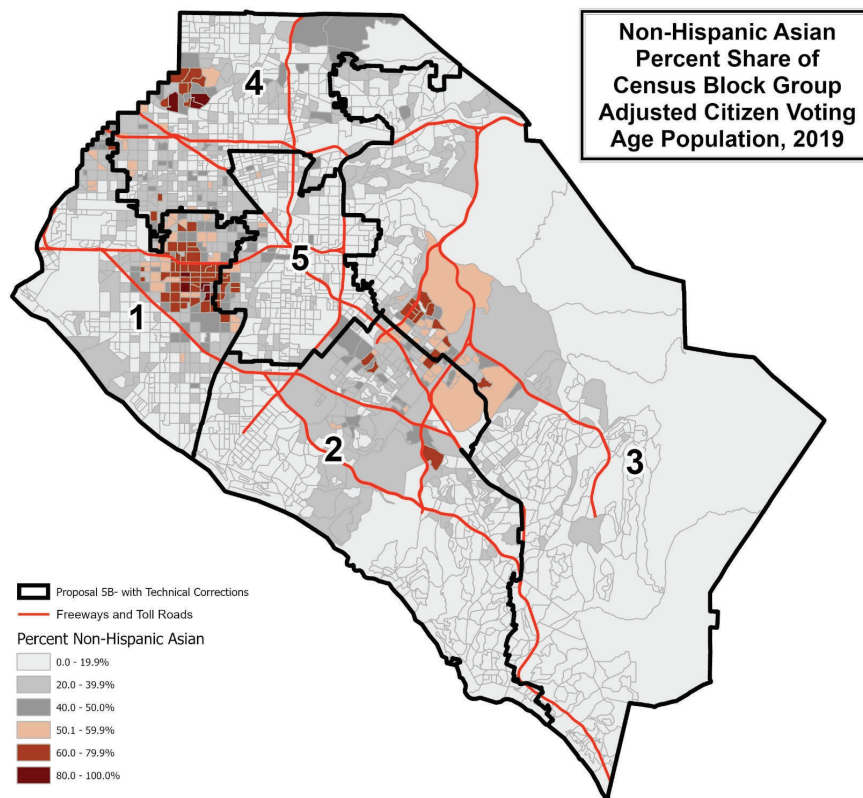 Non-Hispanic Asian
Percent Share of
Census Block Group
Adjusted Citizen Voting
Age Population, 2019
4
5
1
2
3
Proposal 5B- with Technical Corrections
Freeways and Toll Roads
Percent Non-Hispanic Asian
0.0 - 19.9%
20.0 - 39.9%
40.0 - 50.0%
50.1 - 59.9%
60.0 - 79.9%
80.0 - 100.0%